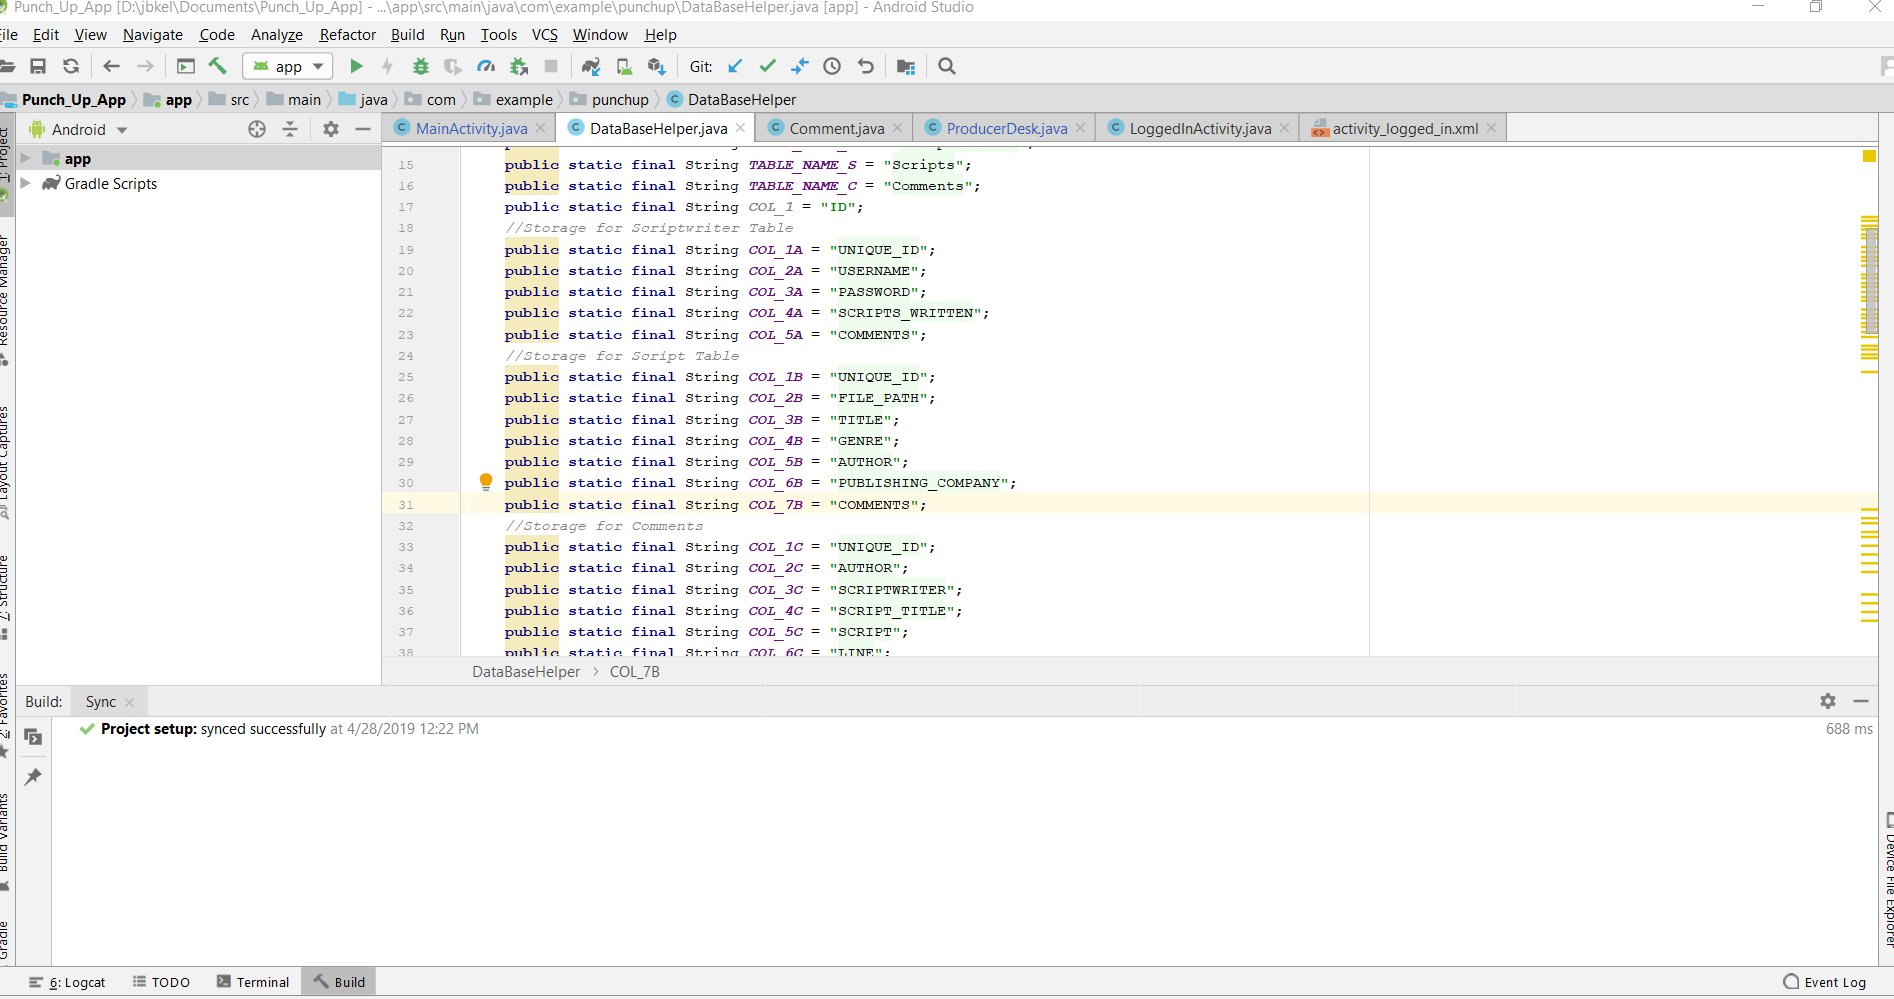 Punch_Up_App [D:\jbkel\Documents\Punch_Up_App] - ...\app\src\main\java\com\example\punchup\DataBaseHelper.java [app] - Android Studio
File Edit View Navigate Code Analyze Refactor Build Run Tools VCS Window Help
app Git:
Punch_Up_App app src main java com example punchup DataBaseHelper
Android
MainActivity.java DataBaseHelper.java Comment.java ProducerDesk.java LoggedInActivity.java activity_logged_in.xml
app
Gradle Scripts
1: Project
Resource Manager
Layout Captures
7: Structure
2: Favorites
Build Variants
Gradle
15 public static final String TABLE_NAME_S = "Scripts";
16 public static final String TABLE_NAME_C = "Comments";
17 public static final String COL_1 = "ID";
18 //Storage for Scriptwriter Table
19 public static final String COL_1A = "UNIQUE_ID";
20 public static final String COL_2A = "USERNAME";
21 public static final String COL_3A = "PASSWORD";
22 public static final String COL_4A = "SCRIPTS_WRITTEN";
23 public static final String COL_5A = "COMMENTS";
24 //Storage for Script Table
25 public static final String COL_1B = "UNIQUE_ID";
26 public static final String COL_2B = "FILE_PATH";
27 public static final String COL_3B = "TITLE";
28 public static final String COL_4B = "GENRE";
29 public static final String COL_5B = "AUTHOR";
30 public static final String COL_6B = "PUBLISHING_COMPANY";
31 public static final String COL_7B = "COMMENTS";
32 //Storage for Comments
33 public static final String COL_1C = "UNIQUE_ID";
34 public static final String COL_2C = "AUTHOR";
35 public static final String COL_3C = "SCRIPTWRITER";
36 public static final String COL_4C = "SCRIPT_TITLE";
37 public static final String COL_5C = "SCRIPT";
38 public static final String COL_6C = "LINE";
DataBaseHelper › COL_7B
Build: Sync
Project setup: synced successfully at 4/28/2019 12:22 PM 688 ms
Device File Explorer
6: Logcat TODO Terminal Build Event Log